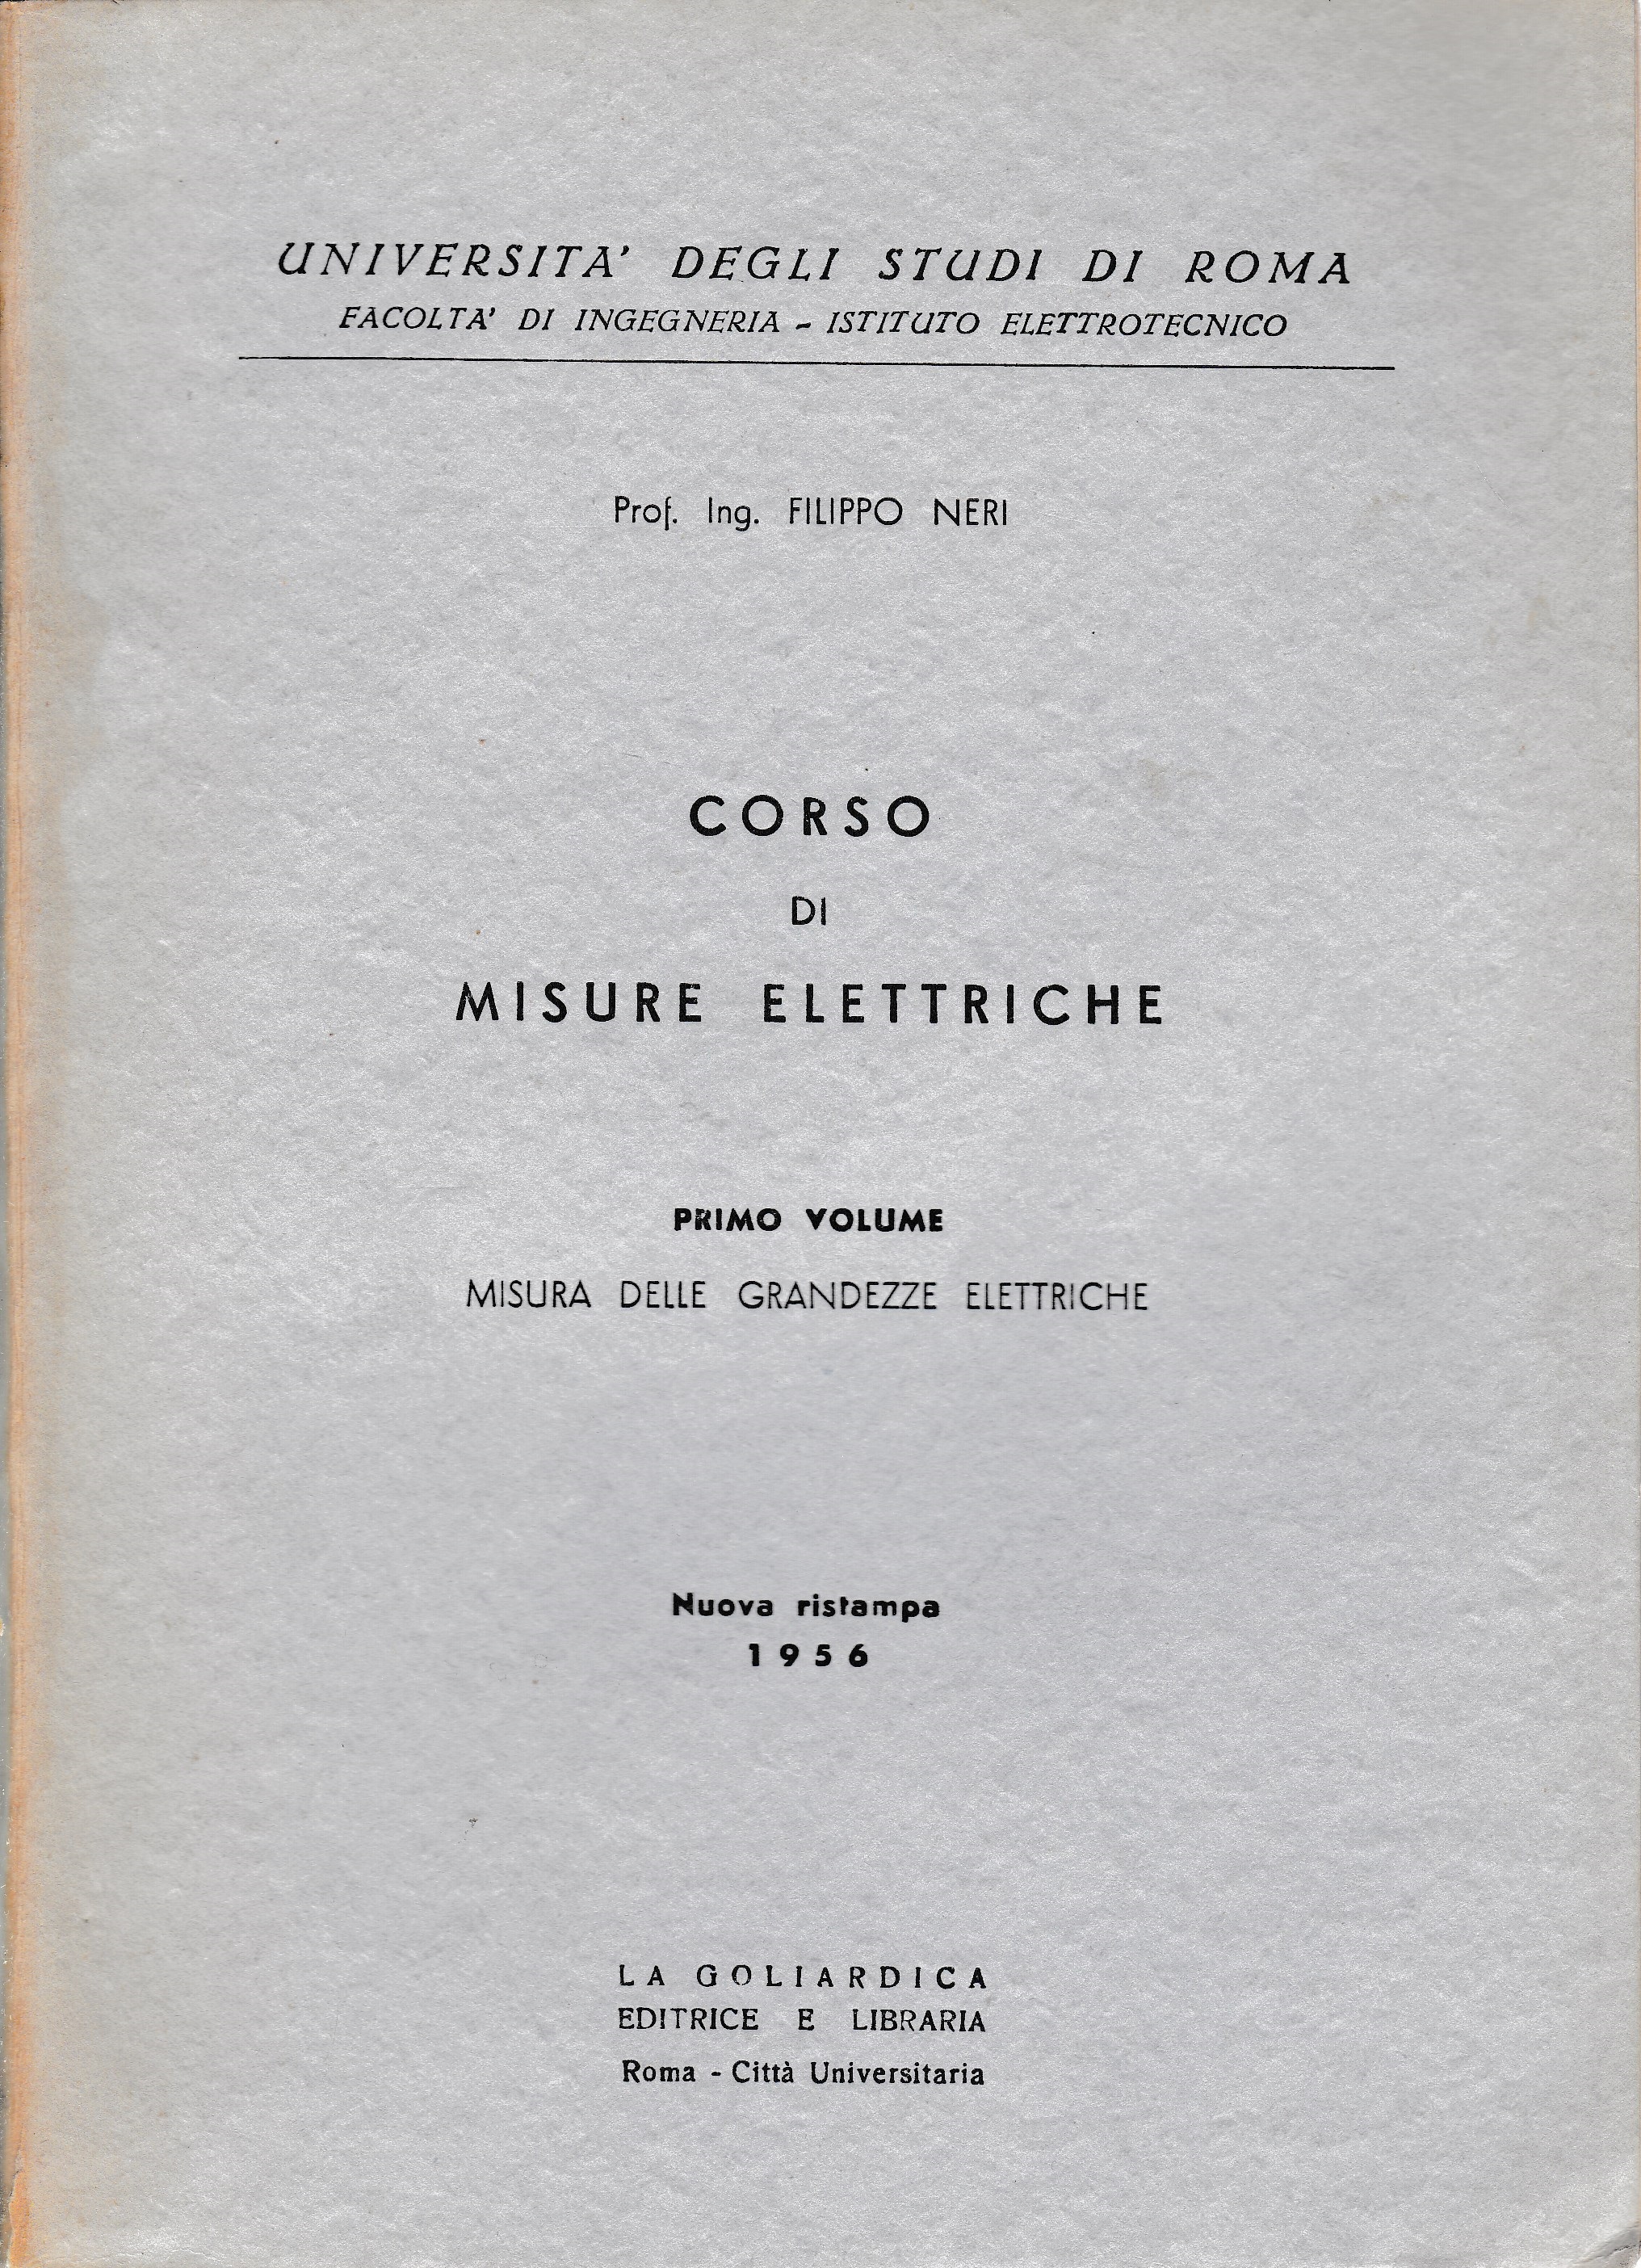 UNIVERSITA' DEGLI STUDI DI ROMA
FACOLTA' DI INGEGNERIA - ISTITUTO ELETTROTECNICO
Prof. Ing. FILIPPO NERI
CORSO
DI
MISURE ELETTRICHE
PRIMO VOLUME
MISURA DELLE GRANDEZZE ELETTRICHE
Nuova ristampa
1956
LA GOLIARDICA
EDITRICE E LIBRARIA
Roma - Città Universitaria